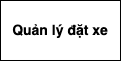 Quản lý đặt xe